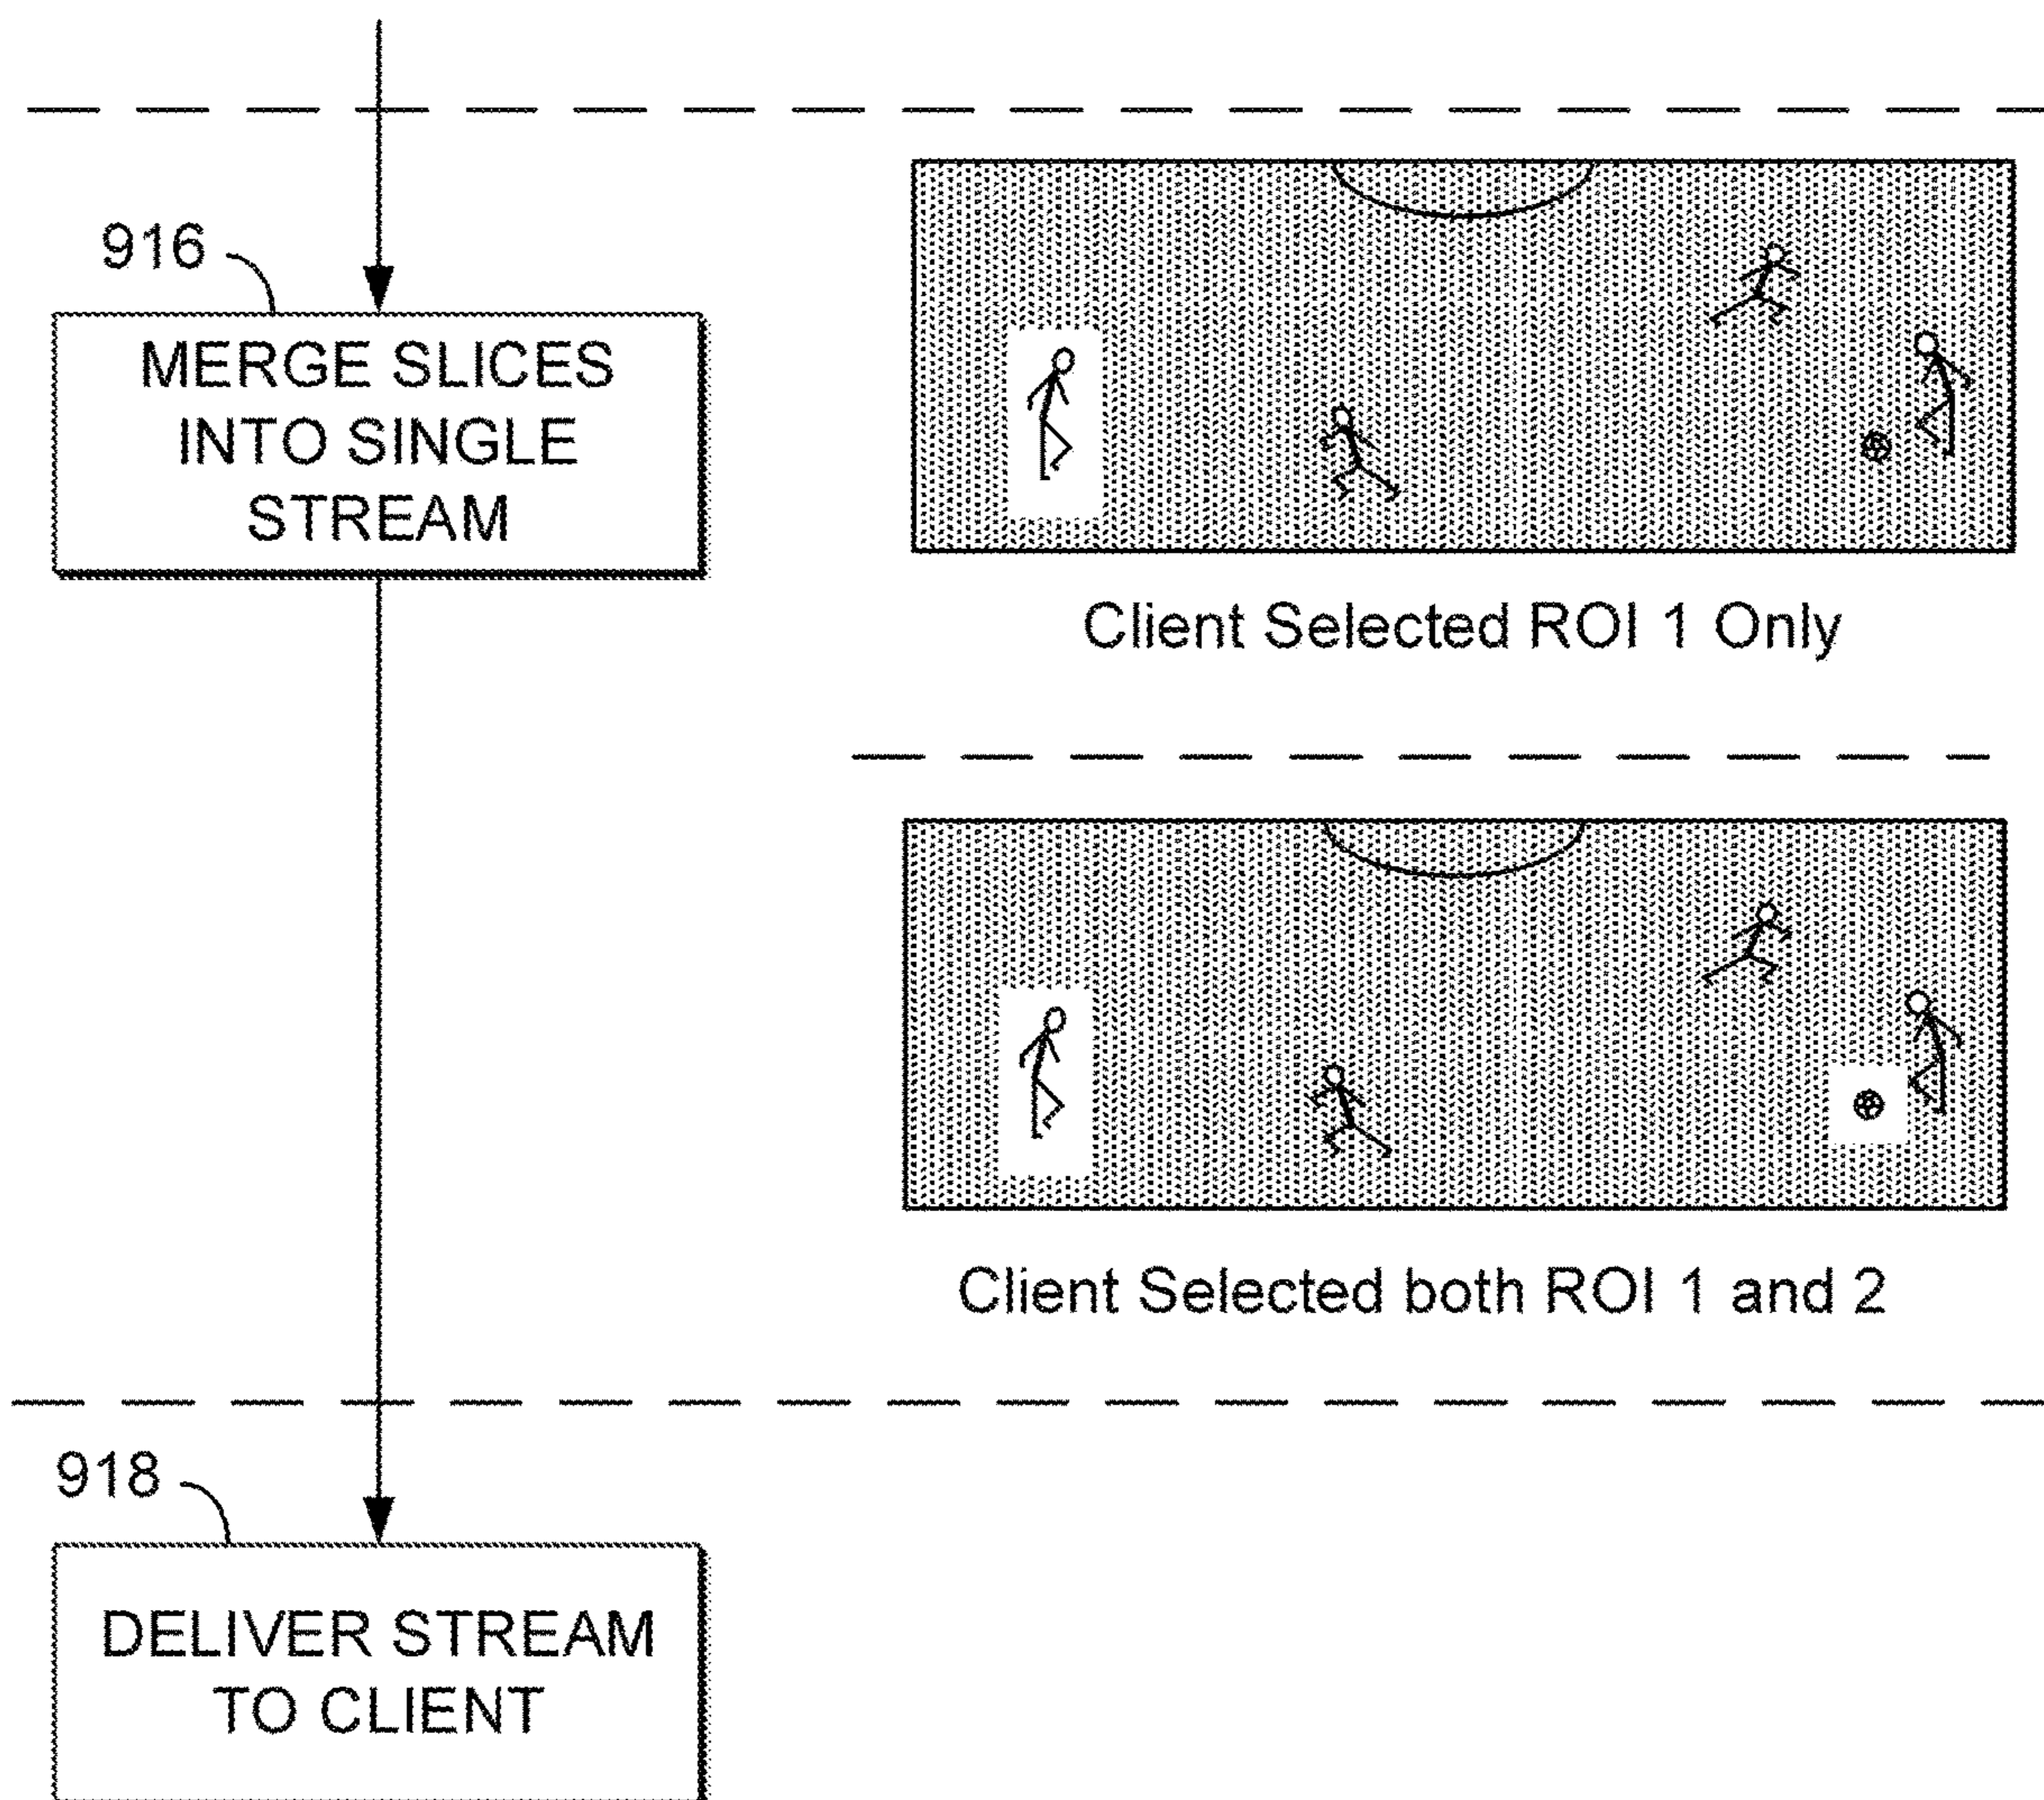 916
MERGE SLICES
INTO SINGLE
STREAM
Client Selected ROI 1 Only
Client Selected both ROI 1 and 2
918
DELIVER STREAM
TO CLIENT